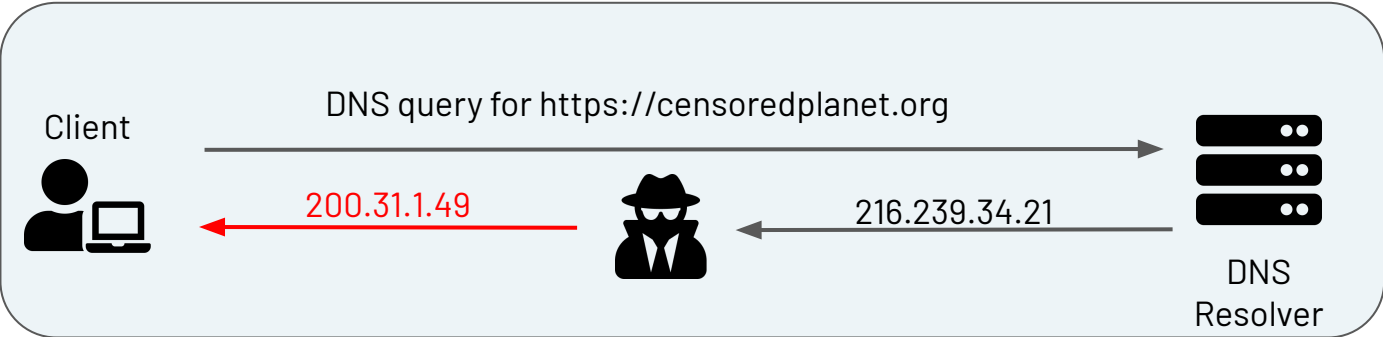 DNS query for https://censoredplanet.org
Client
200.31.1.49
216.239.34.21
DNS
Resolver